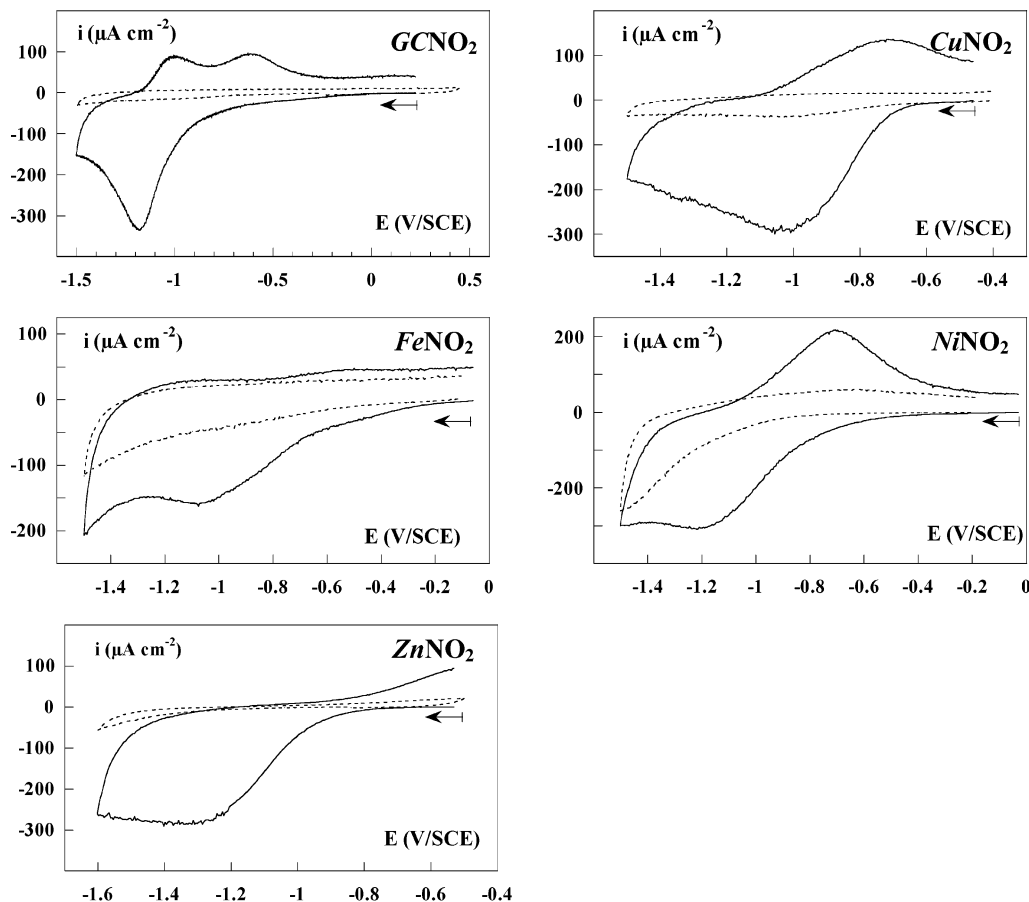 i (µA cm-2)
GCNO2
100
0
-100
-200
-300
E (V/SCE)
-1.5 -1 -0.5 0 0.5
i (µA cm-2)
CuNO2
100
0
-100
-200
-300
E (V/SCE)
-1.4 -1.2 -1 -0.8 -0.6 -0.4
i (µA cm-2)
FeNO2
100
0
-100
-200
E (V/SCE)
-1.4 -1.2 -1 -0.8 -0.6 -0.4 -0.2 0
i (µA cm-2)
NiNO2
200
0
-200
E (V/SCE)
-1.4 -1.2 -1 -0.8 -0.6 -0.4 -0.2 0
i (µA cm-2)
ZnNO2
100
0
-100
-200
-300
E (V/SCE)
-1.6 -1.4 -1.2 -1 -0.8 -0.6 -0.4